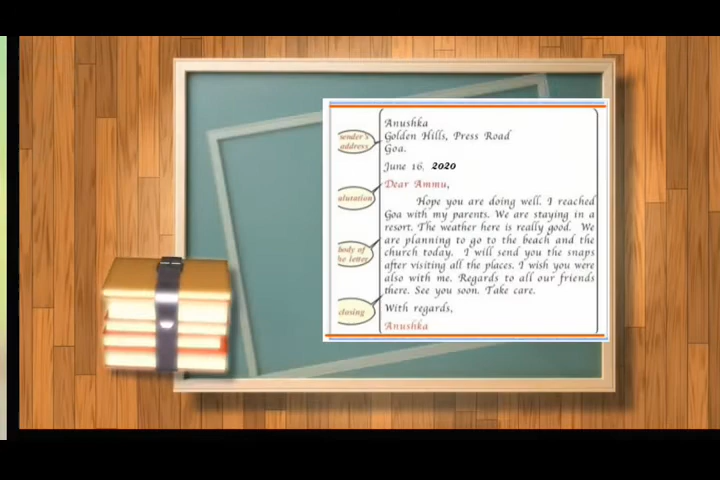 Anushka
sender's
address
Golden Hills, Press Road
Goa.
June 16, 2020
Dear Ammu,
alutation
Hope you are doing well. I reached
Goa with my parents. We are staying in a
resort. The weather here is really good. We
are planning to go to the beach and the
church today. I will send you the snaps
after visiting all the places. I wish you were
also with me. Regards to all our friends
there. See you soon. Take care.
body of
he letter
closing
With regards,
Anushka